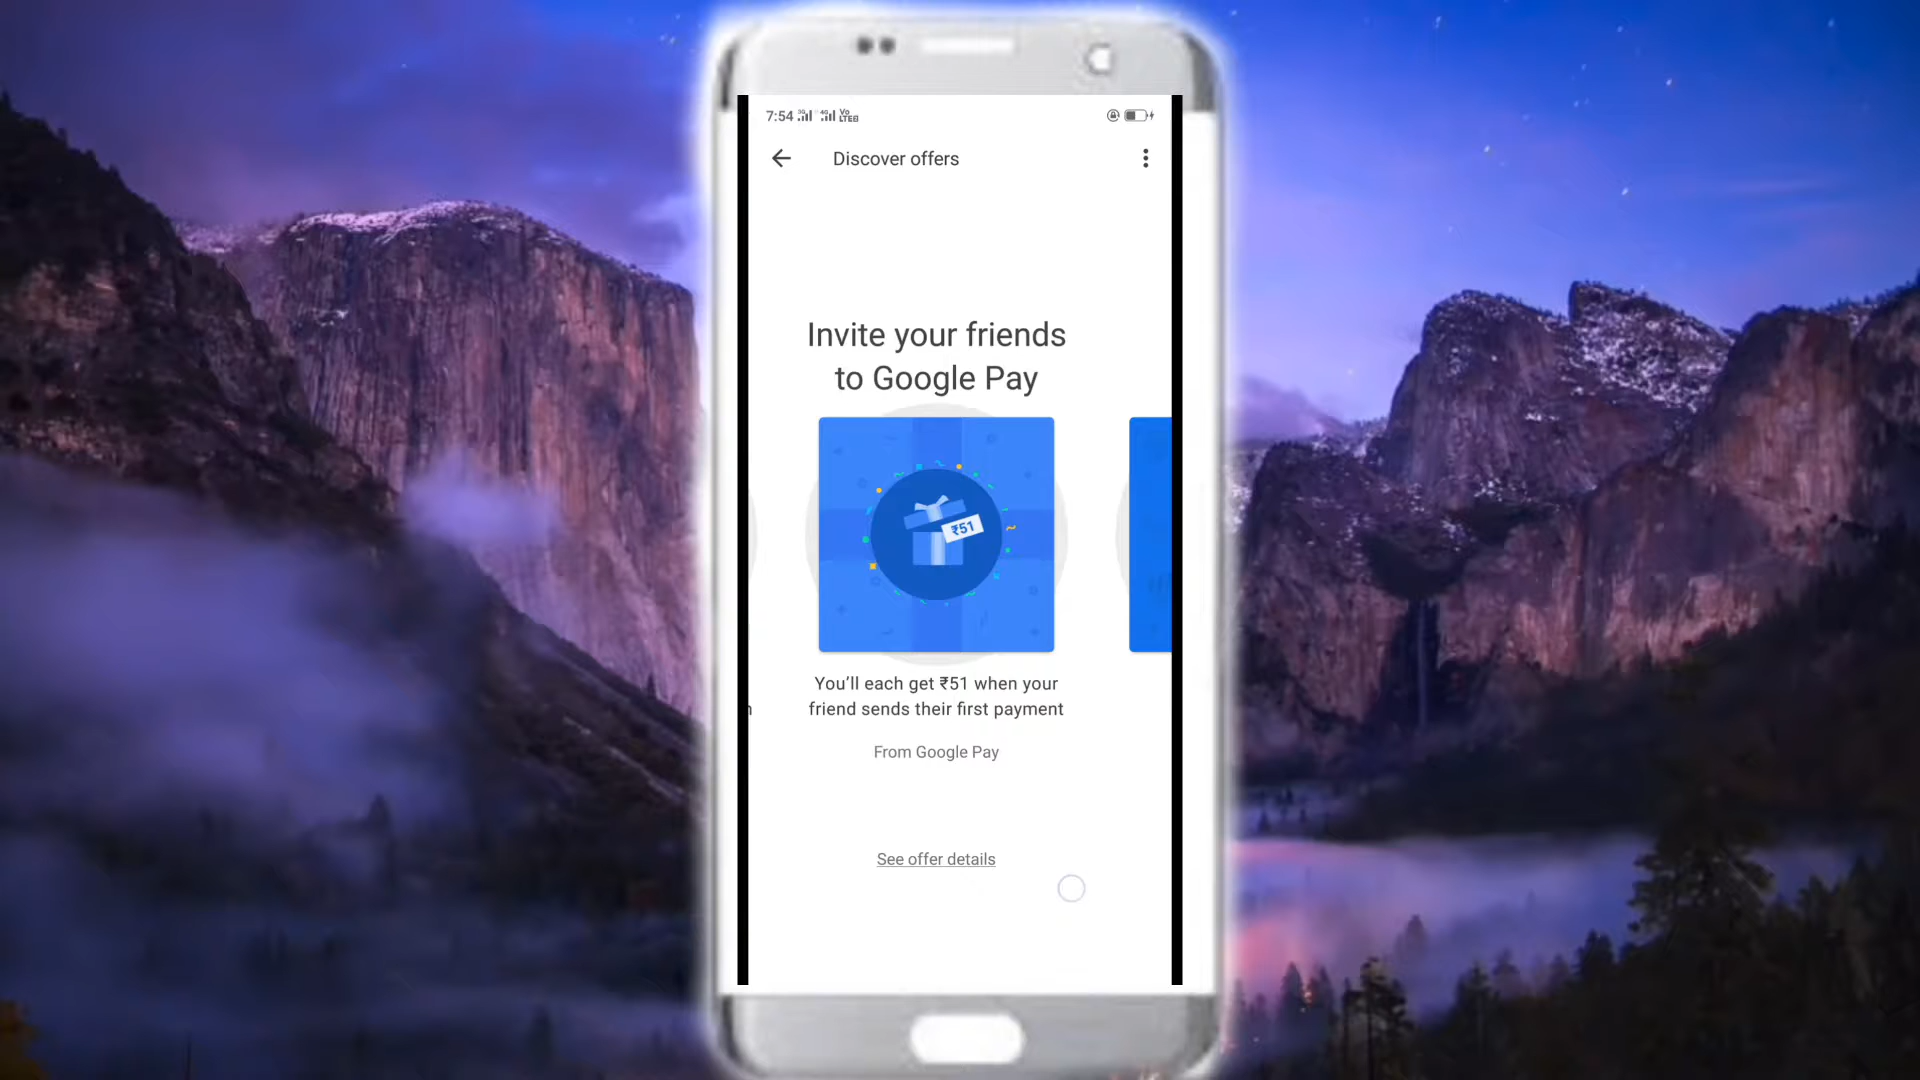 7:54
Discover offers
Invite your friends
to Google Pay
₹51
You’ll each get ₹51 when your
friend sends their first payment
From Google Pay
See offer details